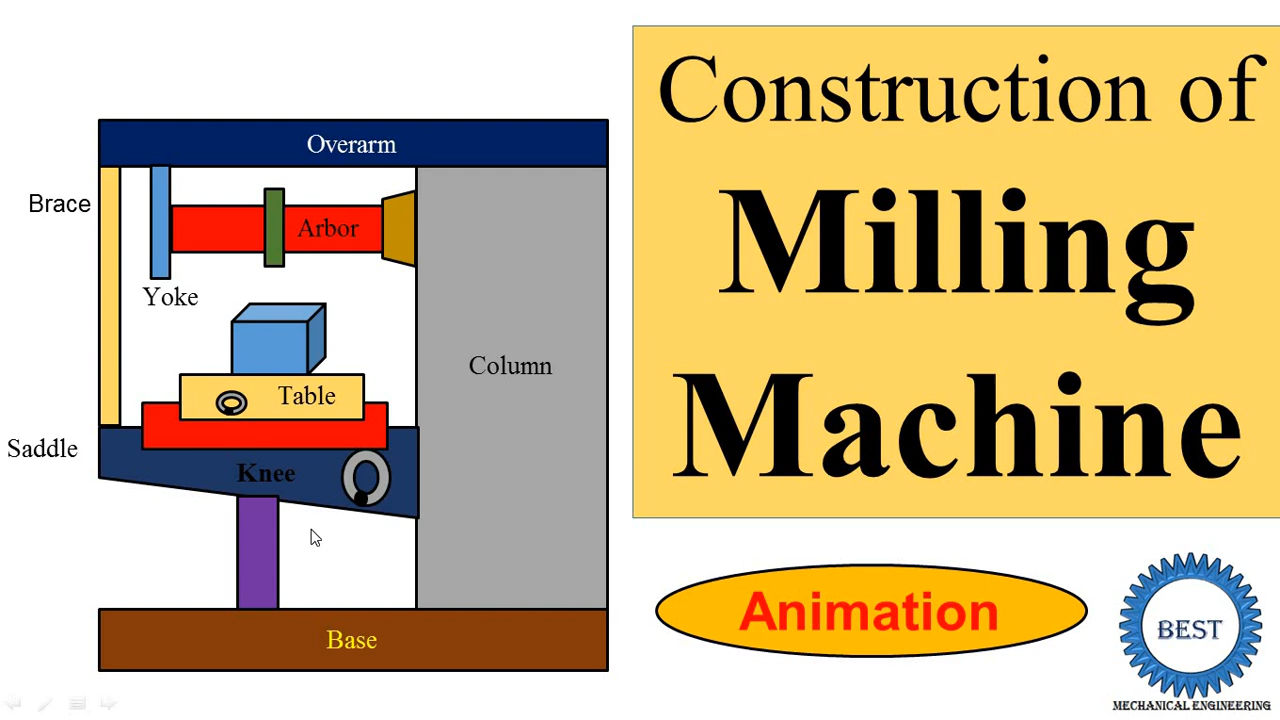 Construction of
Milling
Machine
Overarm
Brace
Arbor
Yoke
Column
Table
Saddle
Knee
Base
Animation
BEST
MECHANICAL ENGINEERING